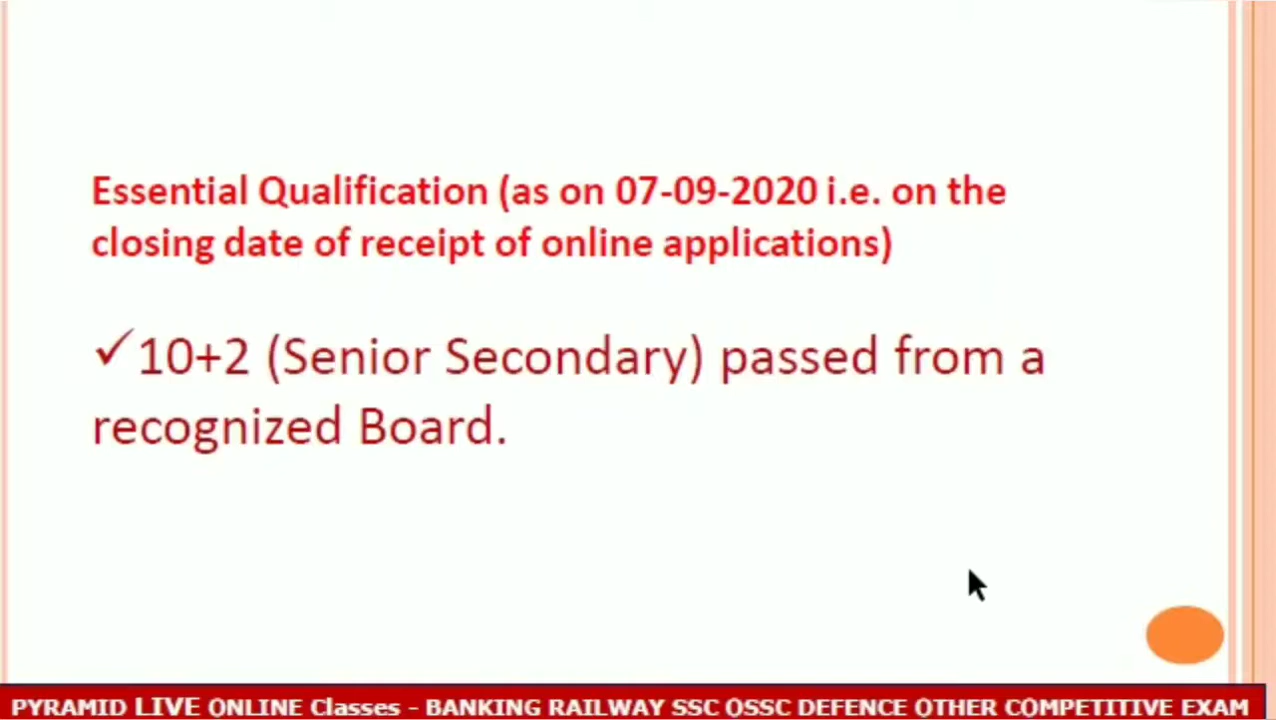 Essential Qualification (as on 07-09-2020 i.e. on the
closing date of receipt of online applications)
✓10+2 (Senior Secondary) passed from a
recognized Board.
PYRAMID LIVE ONLINE Classes - BANKING RAILWAY SSC OSSC DEFENCE OTHER COMPETITIVE EXAM